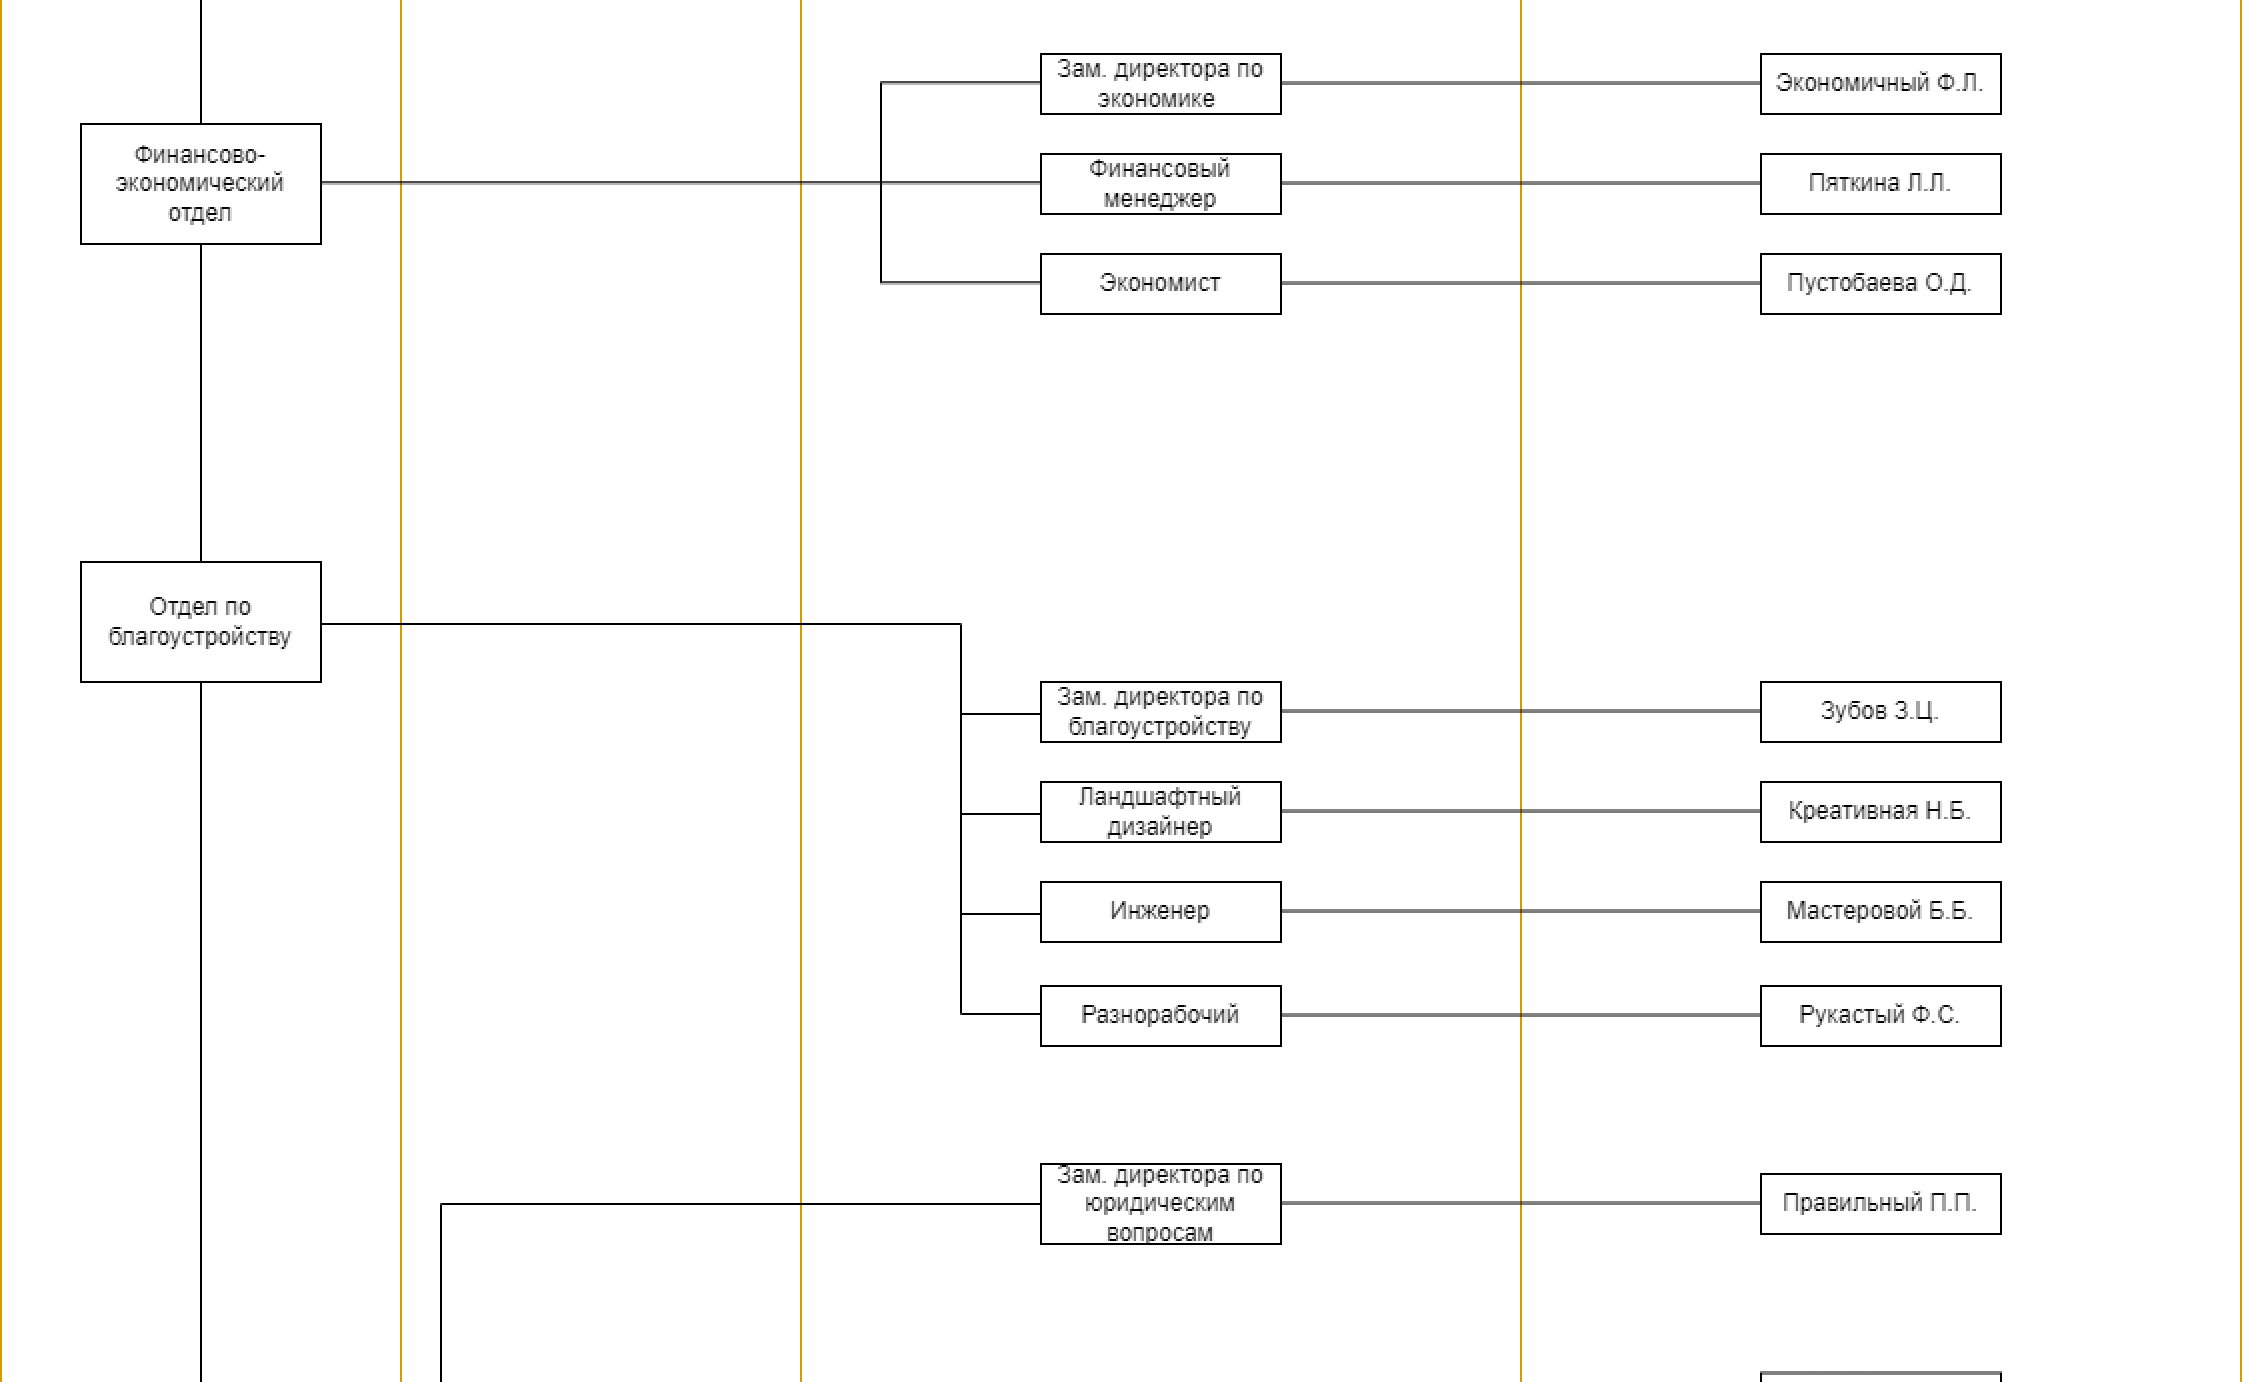 Зам. директора по
экономике
Экономичный Ф.Л.
Финансово-
экономический
отдел
Финансовый
менеджер
Пяткина Л.Л.
Экономист
Пустобаева О.Д.
Отдел по
благоустройству
Зам. директора по
благоустройству
Зубов З.Ц.
Ландшафтный
дизайнер
Креативная Н.Б.
Инженер
Мастеровой Б.Б.
Разнорабочий
Рукастый Ф.С.
Зам. директора по
юридическим
вопросам
Правильный П.П.